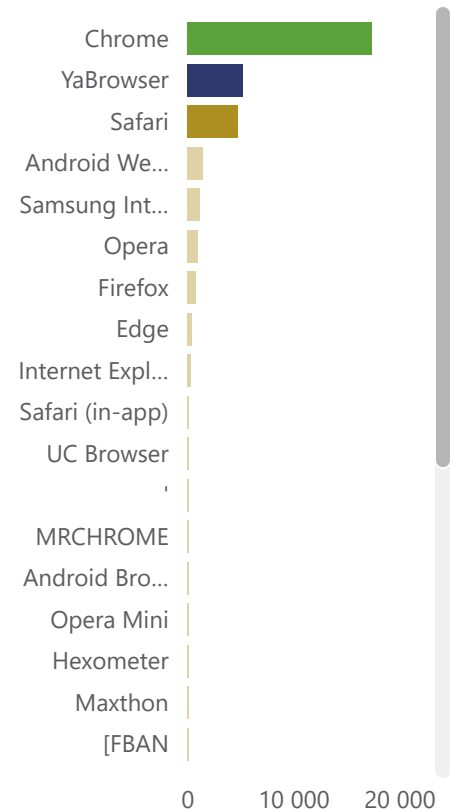 Chrome
YaBrowser
Safari
Android We...
Samsung Int...
Opera
Firefox
Edge
Internet Expl...
Safari (in-app)
UC Browser
'
MRCHROME
Android Bro...
Opera Mini
Hexometer
Maxthon
[FBAN
0 10 000 20 000